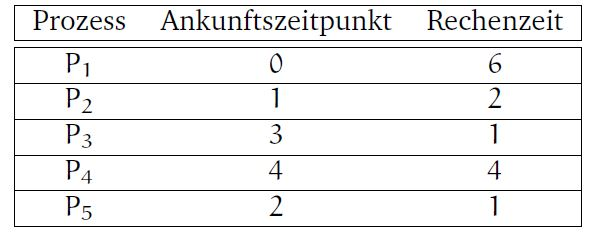 Prozess Ankunftszeitpunkt Rechenzeit
P₁ 0 6
P₂ 1 2
P₃ 3 1
P₄ 4 4
P₅ 2 1